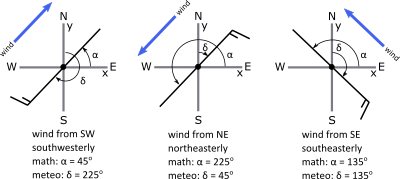 wind
N
y
α
W
E
x
δ
S
wind from SW
southwesterly
math: α = 45°
meteo: δ = 225°
wind
N
y
δ
α
W
E
x
S
wind from NE
northeasterly
math: α = 225°
meteo: δ = 45°
wind
N
y
α
W
E
x
δ
S
wind from SE
southeasterly
math: α = 135°
meteo: δ = 135°